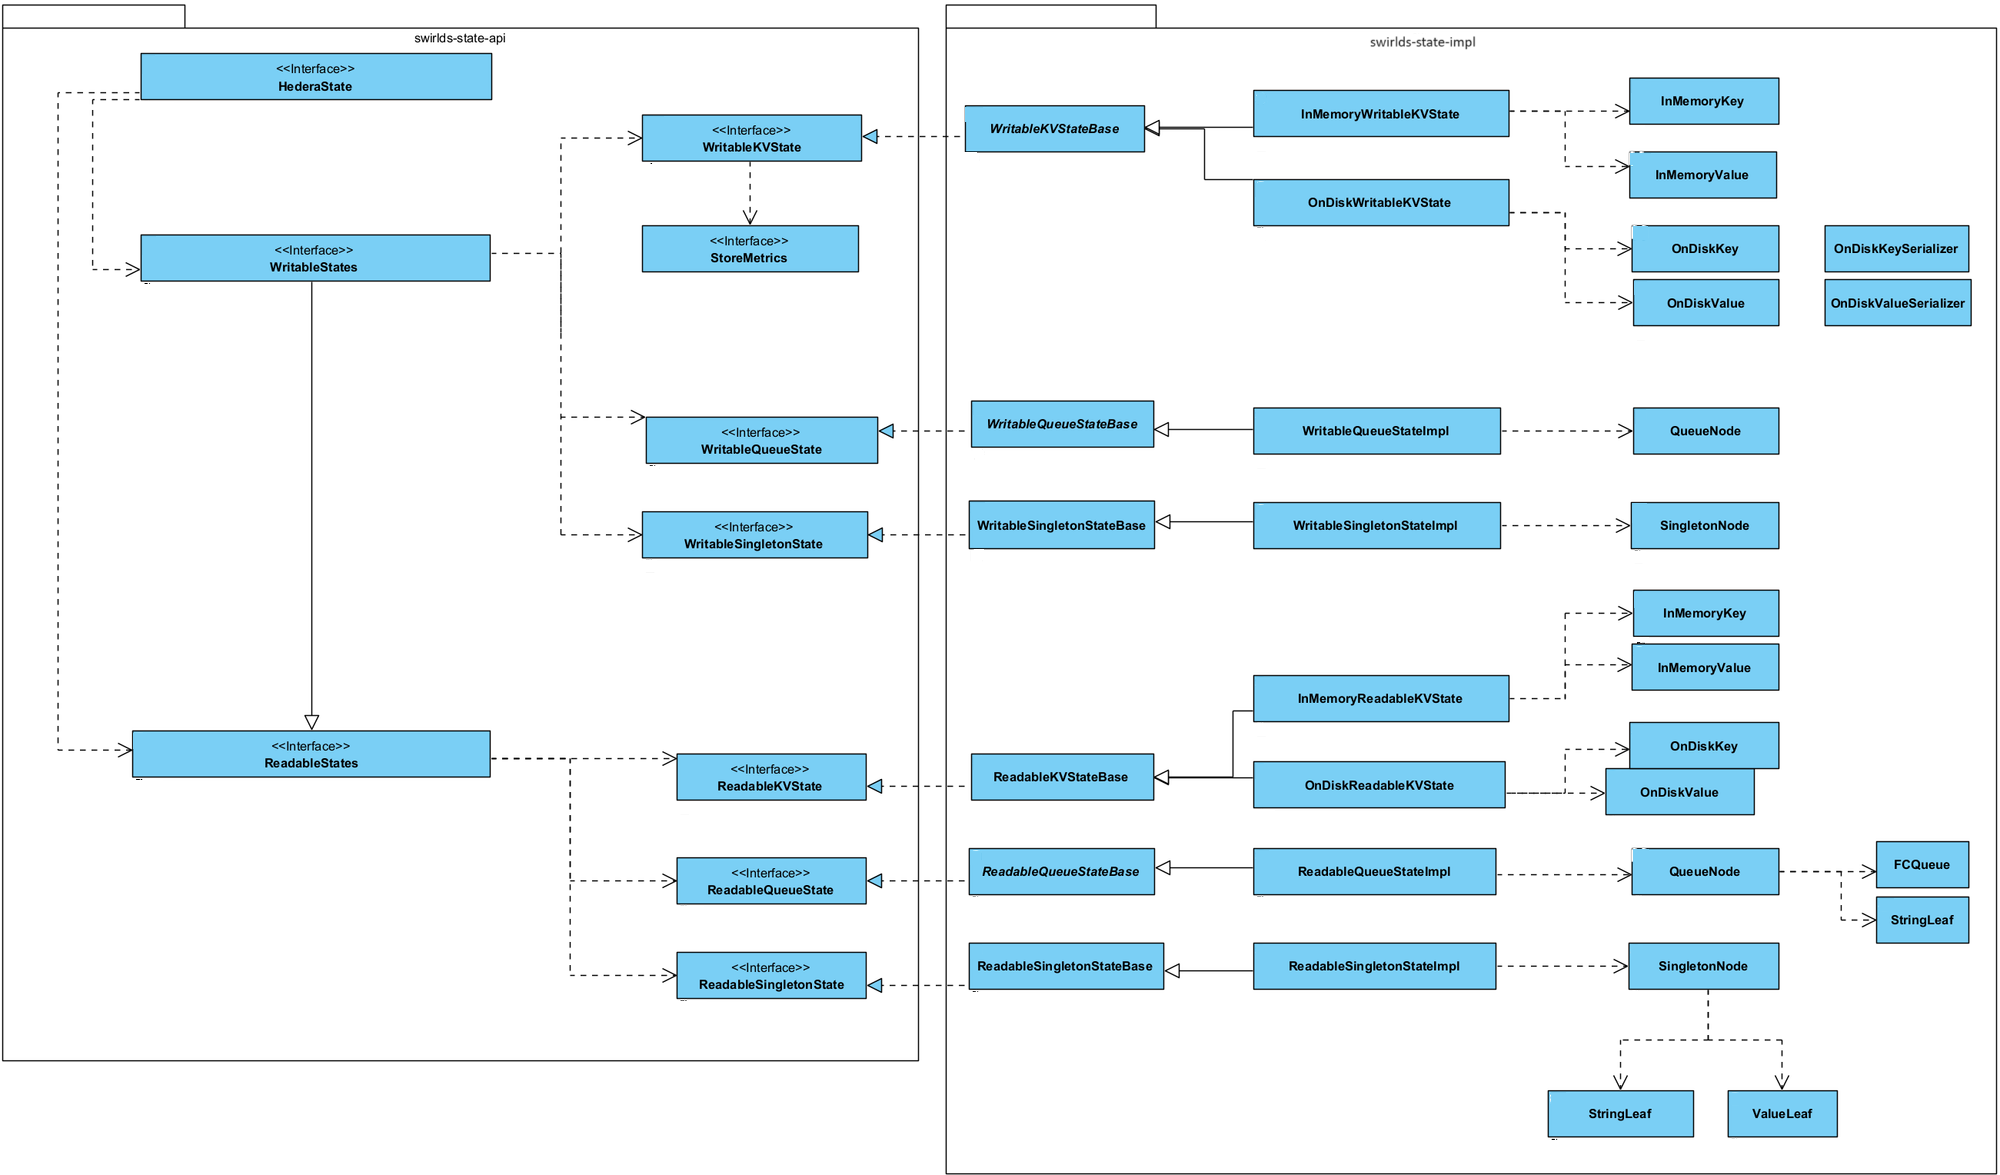 swirlds-state-api
<<Interface>>
HederaState
<<Interface>>
WritableKVState
<<Interface>>
WritableStates
<<Interface>>
StoreMetrics
<<Interface>>
WritableQueueState
<<Interface>>
WritableSingletonState
<<Interface>>
ReadableStates
<<Interface>>
ReadableKVState
<<Interface>>
ReadableQueueState
<<Interface>>
ReadableSingletonState
swirlds-state-impl
WritableKVStateBase
InMemoryWritableKVState
InMemoryKey
InMemoryValue
OnDiskWritableKVState
OnDiskKey
OnDiskKeySerializer
OnDiskValue
OnDiskValueSerializer
WritableQueueStateBase
WritableQueueStateImpl
QueueNode
WritableSingletonStateBase
WritableSingletonStateImpl
SingletonNode
InMemoryKey
InMemoryValue
InMemoryReadableKVState
OnDiskKey
ReadableKVStateBase
OnDiskReadableKVState
OnDiskValue
ReadableQueueStateBase
ReadableQueueStateImpl
QueueNode
FCQueue
StringLeaf
ReadableSingletonStateBase
ReadableSingletonStateImpl
SingletonNode
StringLeaf
ValueLeaf